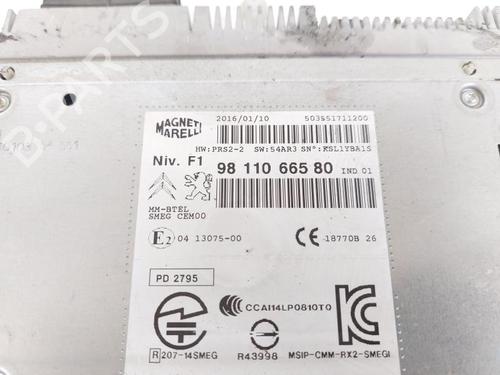 MAGNETI
MARELLI
2016/01/10 503551711200
HW:PRS2-2 SW:54AR3 SN°:KSL1YBA1S
Niv. F1 98 110 665 80 IND 01
MM-BTEL
SMEG CEM00
E2 04 13075-00 CE 18770B 26
PD 2795
CCAI14LP0810T0
R 207-14SMEG R43998 MSIP-CMM-RX2-SMEGI
B-PARTS